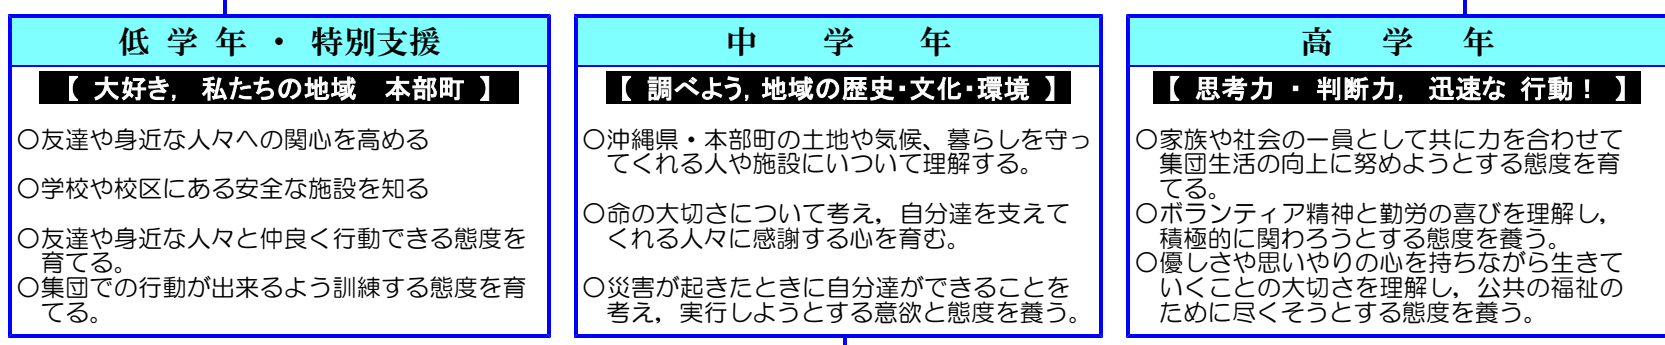 低 学 年 ・ 特別支援
【 大好き， 私たちの地域　本部町 】
○友達や身近な人々への関心を高める
○学校や校区にある安全な施設を知る
○友達や身近な人々と仲良く行動できる態度を
育てる。
○集団での行動が出来るよう訓練する態度を育
てる。
中　学　年
【 調べよう，地域の歴史・文化・環境 】
○沖縄県・本部町の土地や気候、暮らしを守っ
てくれる人や施設にいついて理解する。
○命の大切さについて考え，自分達を支えて
くれる人々に感謝する心を育む。
○災害が起きたときに自分達ができることを
考え，実行しようとする意欲と態度を養う。
高　学　年
【 思考力 ・ 判断力， 迅速な 行動！ 】
○家族や社会の一員として共に力を合わせて
集団生活の向上に努めようとする態度を育
てる。
○ボランティア精神と勤労の喜びを理解し，
積極的に関わろうとする態度を養う。
○優しさや思いやりの心を持ちながら生きて
いくことの大切さを理解し，公共の福祉の
ために尽くそうとする態度を養う。